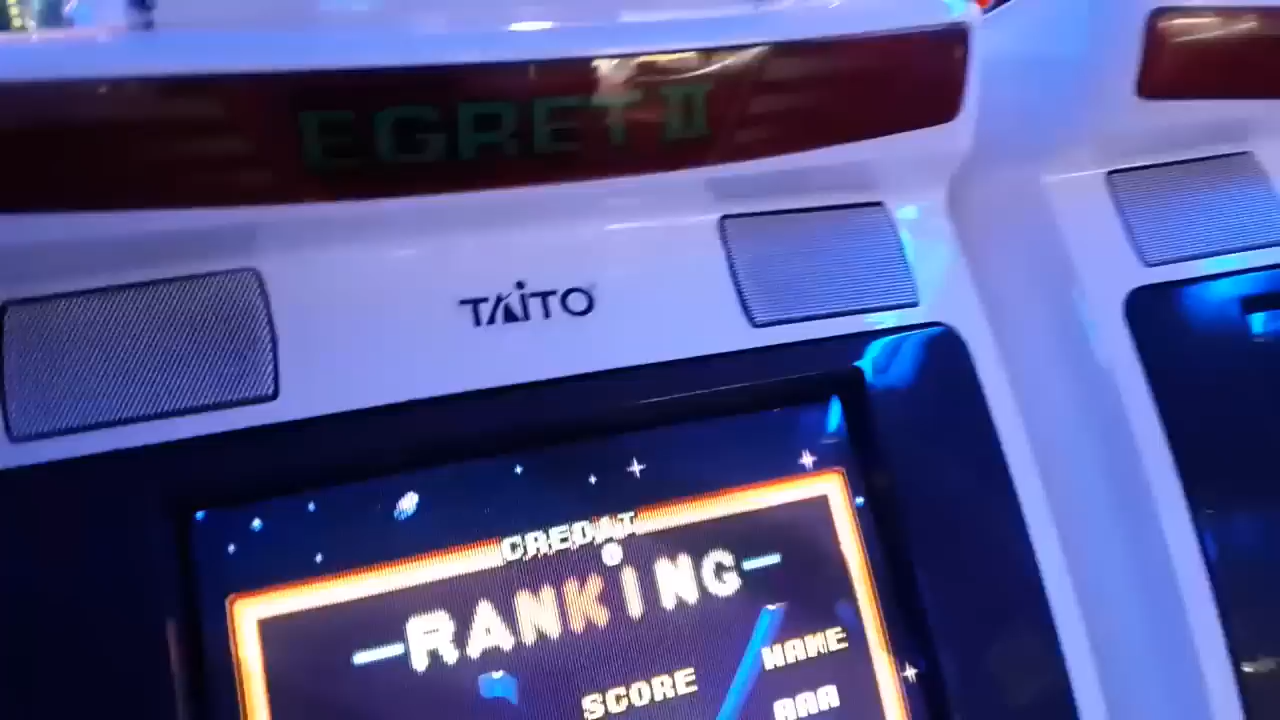 EGRET II
TAITO
CREDIT
-RANKING-
SCORE NAME
AAA